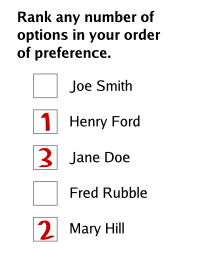 Rank any number of
options in your order
of preference.
Joe Smith
1 Henry Ford
3 Jane Doe
Fred Rubble
2 Mary Hill